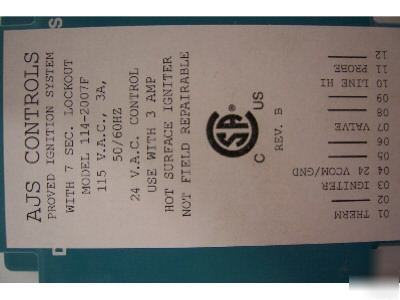 AJS CONTROLS
PROVED IGNITION SYSTEM
WITH 7 SEC. LOCKOUT
MODEL 114-2007F
115 V.A.C., 3A,
50/60HZ
24 V.A.C. CONTROL
USE WITH 3 AMP
HOT SURFACE IGNITER
NOT FIELD REPAIRABLE
C SA US
REV. B
12
11 PROBE
10 LINE HI
09
08
07 VALVE
06
05
04 24 VCOM/GND
03 IGNITER
02
01 THERM